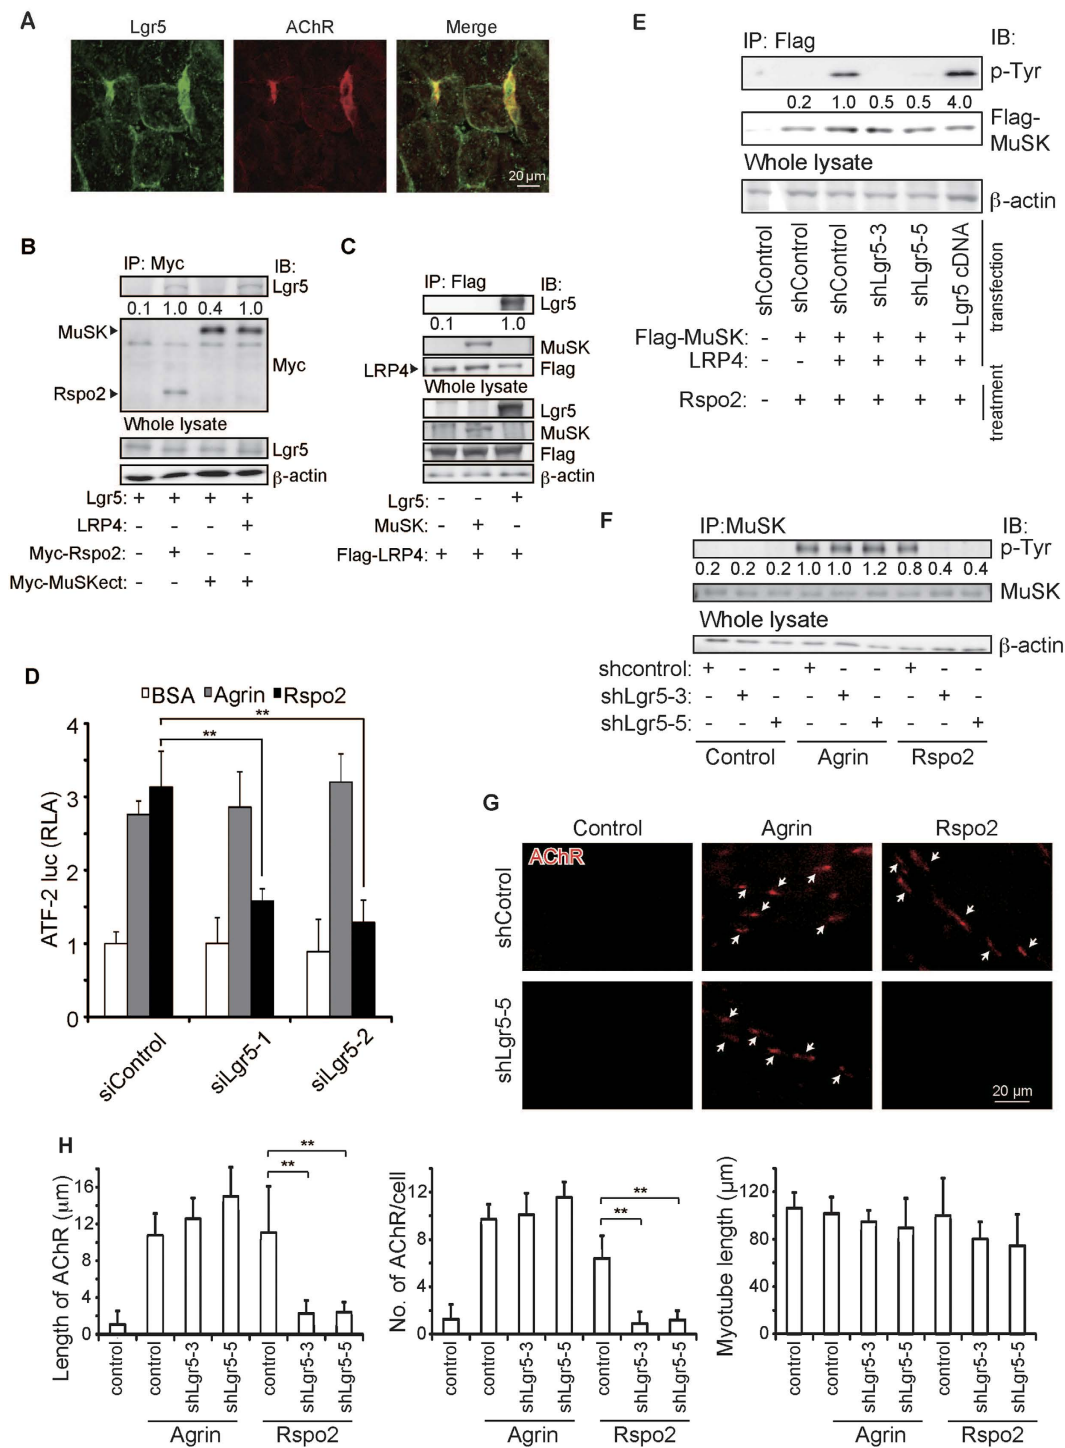 A
Lgr5
AChR
Merge
20 μm
B
IP: Myc
IB:
Lgr5
0.1 1.0 0.4 1.0
MuSK
Myc
Rspo2
Whole lysate
Lgr5
β-actin
Lgr5: + + + +
LRP4: - - - +
Myc-Rspo2: - + - -
Myc-MuSKect: - - + +
C
IP: Flag
IB:
Lgr5
0.1 1.0
MuSK
LRP4
Flag
Whole lysate
Lgr5
MuSK
Flag
β-actin
Lgr5: - - +
MuSK: - + -
Flag-LRP4: + + +
E
IP: Flag
IB:
p-Tyr
0.2 1.0 0.5 0.5 4.0
Flag-
MuSK
Whole lysate
β-actin
shControl
shControl
shControl
shLgr5-3
shLgr5-5
Lgr5 cDNA
transfection
Flag-MuSK: - + + + + +
LRP4: - - + + + +
Rspo2: - + + + + +
treatment
F
IP:MuSK
IB:
p-Tyr
0.2 0.2 0.2 1.0 1.0 1.2 0.8 0.4 0.4
MuSK
Whole lysate
β-actin
shcontrol: + - - + - - + - -
shLgr5-3: - + - - + - - + -
shLgr5-5: - - + - - + - - +
Control Agrin Rspo2
D
BSA Agrin Rspo2
**
**
ATF-2 luc (RLA)
4
3
2
1
0
siControl
siLgr5-1
siLgr5-2
G
Control Agrin Rspo2
AChR
shCotrol
shLgr5-5
20 μm
H
Length of AChR (μm)
16
12
8
4
0
**
**
control
control
shLgr5-3
shLgr5-5
control
shLgr5-3
shLgr5-5
Agrin Rspo2
No. of AChR/cell
12
8
4
0
**
**
control
control
shLgr5-3
shLgr5-5
control
shLgr5-3
shLgr5-5
Agrin Rspo2
Myotube length (μm)
120
80
40
0
control
control
shLgr5-3
shLgr5-5
control
shLgr5-3
shLgr5-5
Agrin Rspo2